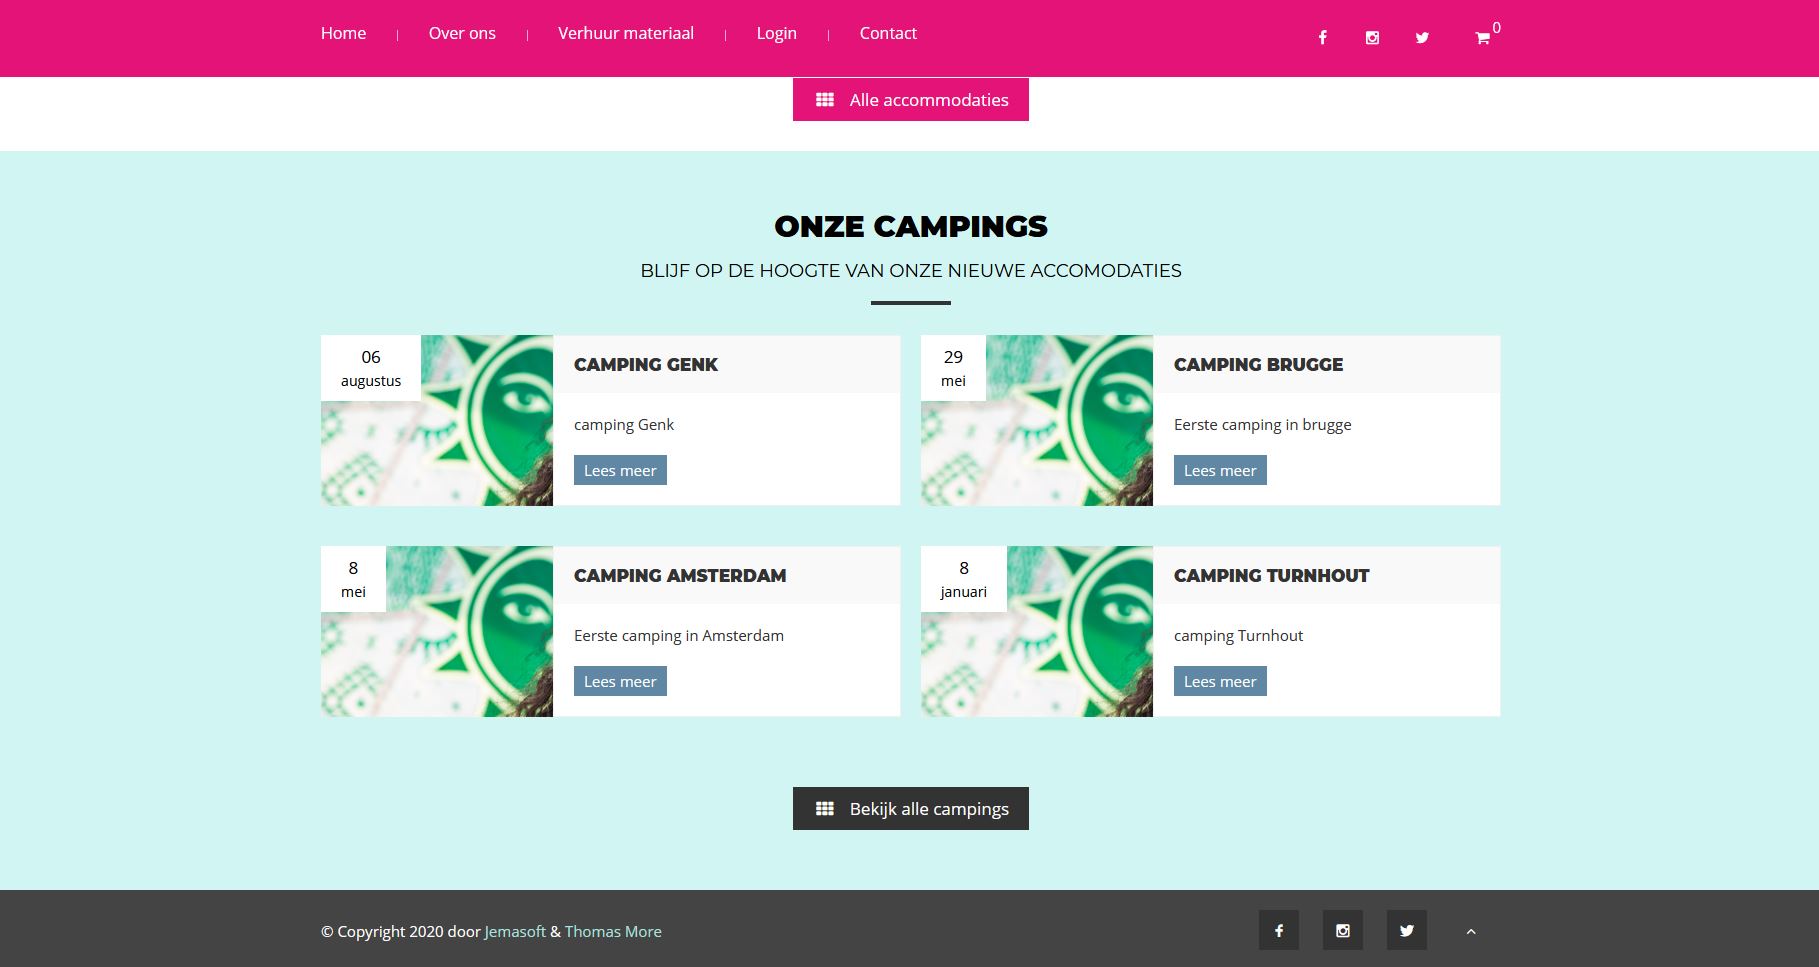 Home | Over ons | Verhuur materiaal | Login | Contact 0
Alle accommodaties
ONZE CAMPINGS
BLIJF OP DE HOOGTE VAN ONZE NIEUWE ACCOMODATIES
06
augustus
CAMPING GENK
camping Genk
Lees meer
29
mei
CAMPING BRUGGE
Eerste camping in brugge
Lees meer
8
mei
CAMPING AMSTERDAM
Eerste camping in Amsterdam
Lees meer
8
januari
CAMPING TURNHOUT
camping Turnhout
Lees meer
Bekijk alle campings
© Copyright 2020 door Jemasoft & Thomas More